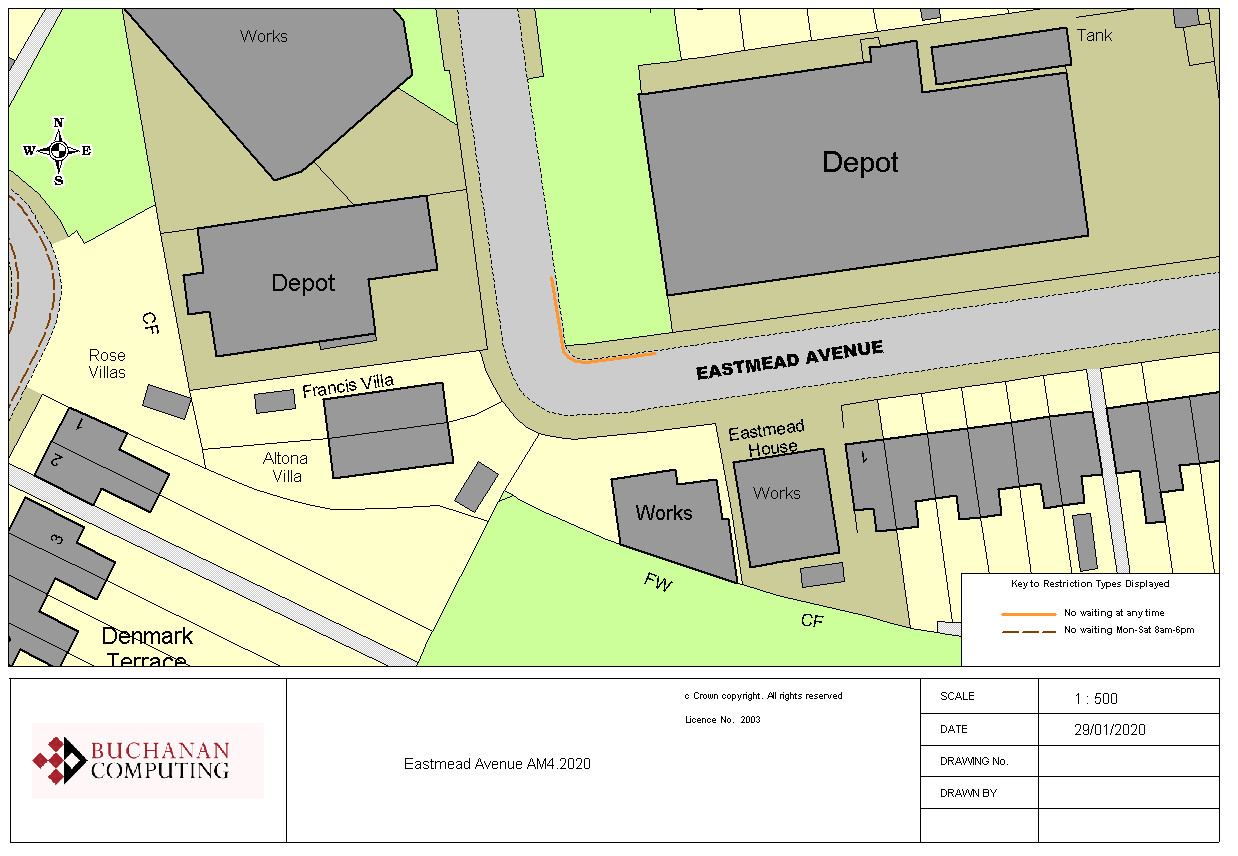 Works
Tank
N
W E
S
Depot
Depot
CF
Rose
Villas
Francis Villa
EASTMEAD AVENUE
1
2
Altona
Villa
Eastmead
House
1
Works
Works
3
FW
CF
Denmark
Terrace
Key to Restriction Types Displayed
No waiting at any time
No waiting Mon-Sat 8am-6pm
BUCHANAN
COMPUTING
Eastmead Avenue AM4.2020
c Crown copyright. All rights reserved
Licence No. 2003
SCALE 1 : 500
DATE 29/01/2020
DRAWING No.
DRAWN BY